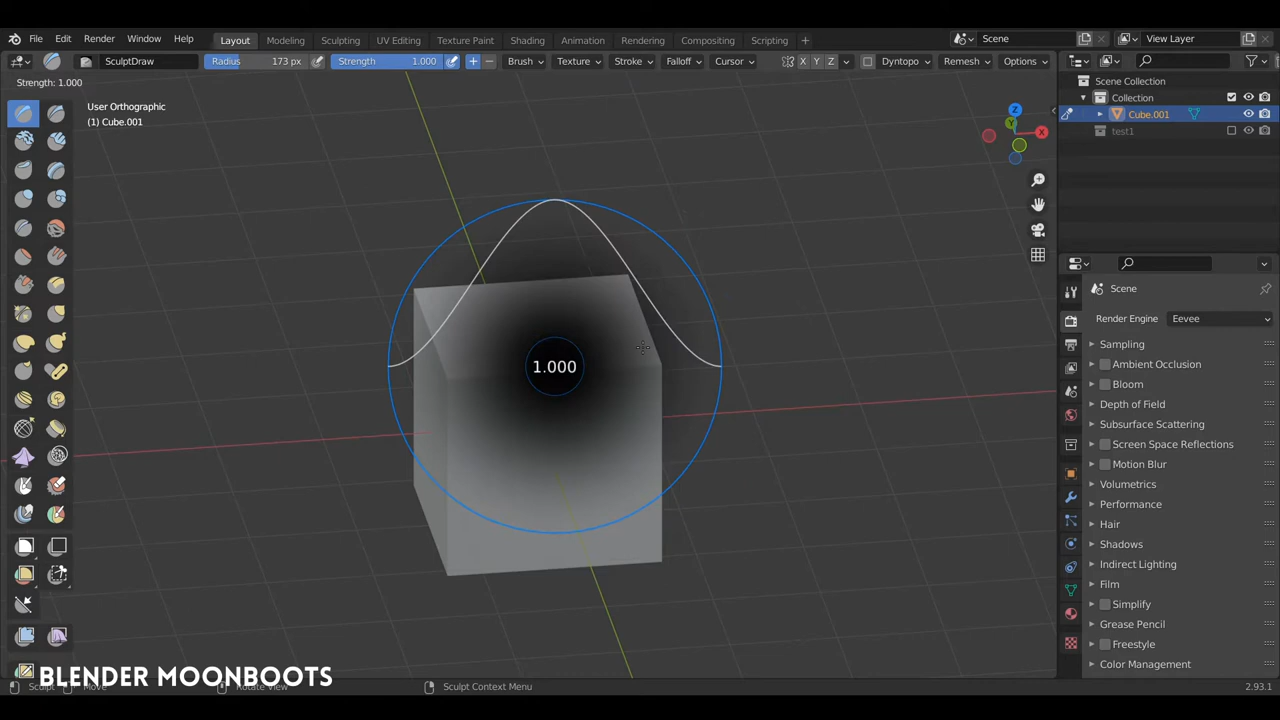 File Edit Render Window Help Layout Modeling Sculpting UV Editing Texture Paint Shading Animation Rendering Compositing Scripting + Scene View Layer
SculptDraw Radius 173 px Strength 1.000 + − Brush Texture Stroke Falloff Cursor X Y Z Dyntopo Remesh Options
Strength: 1.000
User Orthographic
(1) Cube.001
Scene Collection
Collection
Cube.001
test1
Z
Y
X
1.000
Scene
Render Engine Eevee
Sampling
Ambient Occlusion
Bloom
Depth of Field
Subsurface Scattering
Screen Space Reflections
Motion Blur
Volumetrics
Performance
Hair
Shadows
Indirect Lighting
Film
Simplify
Grease Pencil
Freestyle
Color Management
BLENDER MOONBOOTS
Sculpt Move Rotate View Sculpt Context Menu 2.93.1